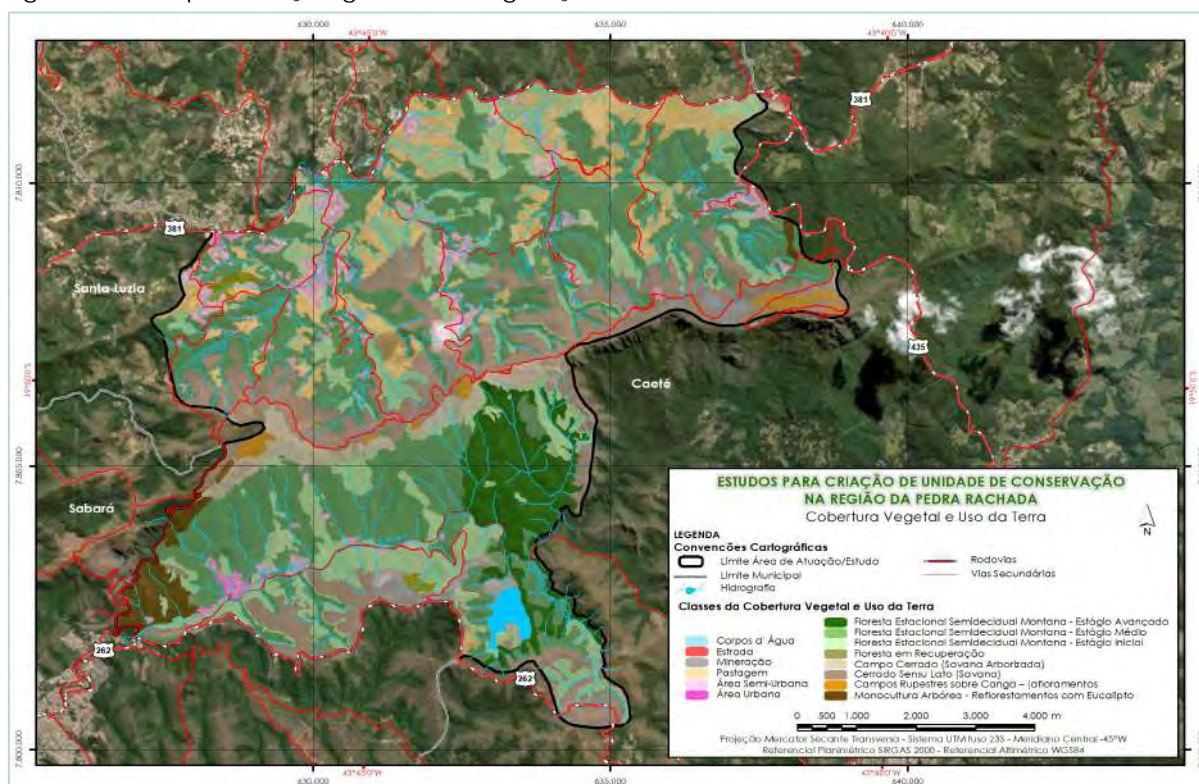 630.000
635.000
640.000
43°45'0"W
43°40'0"W
381
7.810.000
381
Santa Luzia
435
Caeté
7.805.000
Sabará
262
262
ESTUDOS PARA CRIAÇÃO DE UNIDADE DE CONSERVAÇÃO
NA REGIÃO DA PEDRA RACHADA
Cobertura Vegetal e Uso da Terra
N
LEGENDA
Convenções Cartográficas
Limite Área de Atuação/Estudo
Limite Municipal
Hidrografia
Rodovias
Vias Secundárias
Classes da Cobertura Vegetal e Uso da Terra
Corpos d' Água
Estrada
Mineração
Pastagem
Área Semi-Urbana
Área Urbana
Floresta Estacional Semidecidual Montana - Estágio Avançado
Floresta Estacional Semidecidual Montana - Estágio Médio
Floresta Estacional Semidecidual Montana - Estágio Inicial
Floresta em Recuperação
Campo Cerrado (Savana Arborizada)
Cerrado Sensu Lato (Savana)
Campos Rupestres sobre Canga – (afloramentos
Monocultura Arbórea - Reflorestamentos com Eucalipto
0 500 1.000 2.000 3.000 4.000 m
Projeção Mercator Secante Transversa - Sistema UTM fuso 23S - Meridiano Central -45°W
Referencial Planimétrico SIRGAS 2000 - Referencial Altimétrico WGS84
7.800.000
630.000
43°45'0"W
635.000
43°40'0"W
640.000